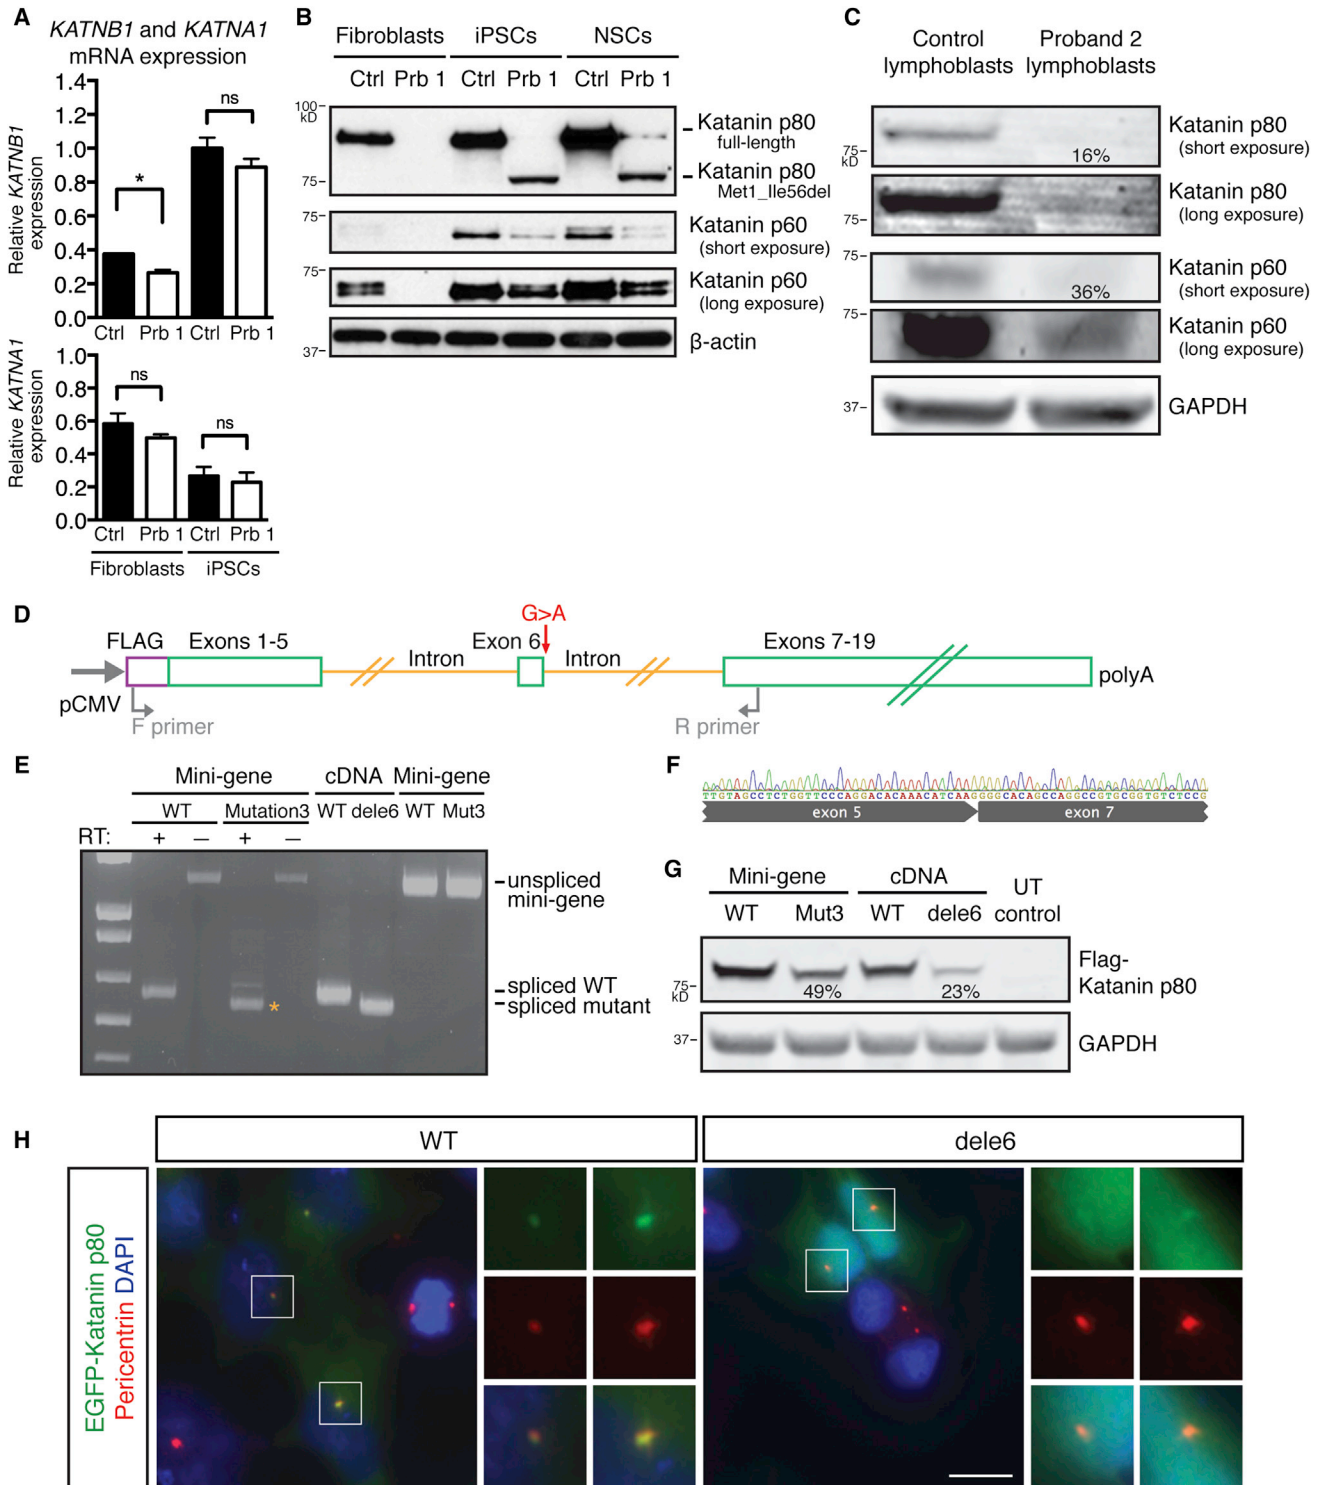 A
KATNB1 and KATNA1
mRNA expression
Relative KATNB1
expression
1.4
1.2
1.0
0.8
0.6
0.4
0.2
0.0
*
ns
Ctrl Prb 1 Ctrl Prb 1
Relative KATNA1
expression
1.0
0.8
0.6
0.4
0.2
0.0
ns
ns
Ctrl Prb 1 Ctrl Prb 1
Fibroblasts iPSCs
B
Fibroblasts iPSCs NSCs
Ctrl Prb 1 Ctrl Prb 1 Ctrl Prb 1
100
kD
75
75
75
37
Katanin p80
full-length
Katanin p80
Met1_Ile56del
Katanin p60
(short exposure)
Katanin p60
(long exposure)
β-actin
C
Control
lymphoblasts
Proband 2
lymphoblasts
75
kD
75
75
75
37
16%
36%
Katanin p80
(short exposure)
Katanin p80
(long exposure)
Katanin p60
(short exposure)
Katanin p60
(long exposure)
GAPDH
D
G>A
FLAG Exons 1-5 Exon 6 Exons 7-19
Intron Intron
pCMV polyA
F primer R primer
E
Mini-gene cDNA Mini-gene
WT Mutation3 WT dele6 WT Mut3
RT: + — + —
unspliced
mini-gene
spliced WT
spliced mutant
*
F
TTGTAGCCTCTGGTTCCCAGGACACAAACATCAAGGGGCACAGCCAGGCCGTGCGGTGTCTCCG
exon 5 exon 7
G
Mini-gene cDNA UT
control
WT Mut3 WT dele6
75
kD
37
49% 23%
Flag-
Katanin p80
GAPDH
H
WT dele6
EGFP-Katanin p80
Pericentrin DAPI